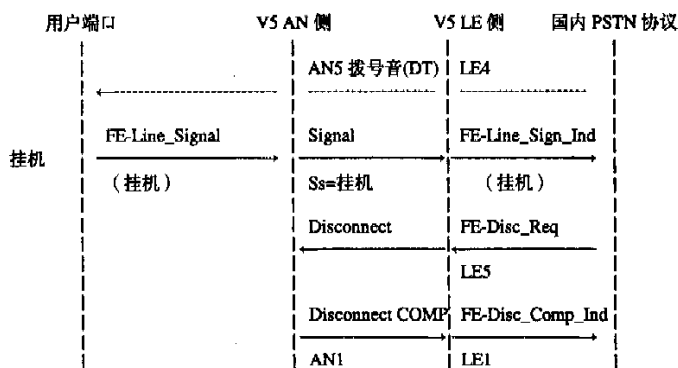 用户端口 V5 AN 侧 V5 LE 侧 国内 PSTN 协议
AN5 拨号音(DT) LE4
FE-Line_Signal Signal FE-Line_Sign_Ind
挂机
(挂机) Ss=挂机 (挂机)
Disconnect FE-Disc_Req
LE5
Disconnect COMP FE-Disc_Comp_Ind
AN1 LE1